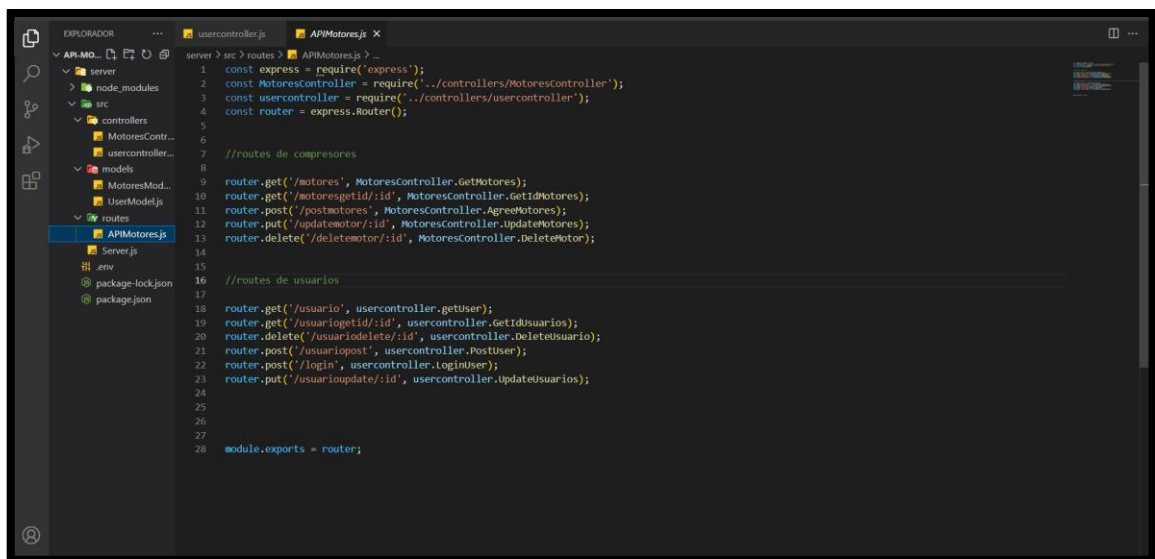 EXPLORADOR ...
API-MO...
server
node_modules
src
controllers
MotoresContr...
usercontroller...
models
MotoresMod...
UserModel.js
routes
APIMotores.js
Server.js
.env
package-lock.json
package.json
usercontroller.js APIMotores.js
server > src > routes > APIMotores.js > ...
1 const express = require('express');
2 const MotoresController = require('../controllers/MotoresController');
3 const usercontroller = require('../controllers/usercontroller');
4 const router = express.Router();
5
6
7 //routes de compresores
8
9 router.get('/motores', MotoresController.GetMotores);
10 router.get('/motoresgetid/:id', MotoresController.GetIdMotores);
11 router.post('/postmotores', MotoresController.AgreeMotores);
12 router.put('/updatemotor/:id', MotoresController.UpdateMotores);
13 router.delete('/deletemotor/:id', MotoresController.DeleteMotor);
14
15
16 //routes de usuarios
17
18 router.get('/usuario', usercontroller.getUser);
19 router.get('/usuariogetid/:id', usercontroller.GetIdUsuarios);
20 router.delete('/usuariodelete/:id', usercontroller.DeleteUsuario);
21 router.post('/usuariopost', usercontroller.PostUser);
22 router.post('/login', usercontroller.LoginUser);
23 router.put('/usuarioupdate/:id', usercontroller.UpdateUsuarios);
24
25
26
27
28 module.exports = router;